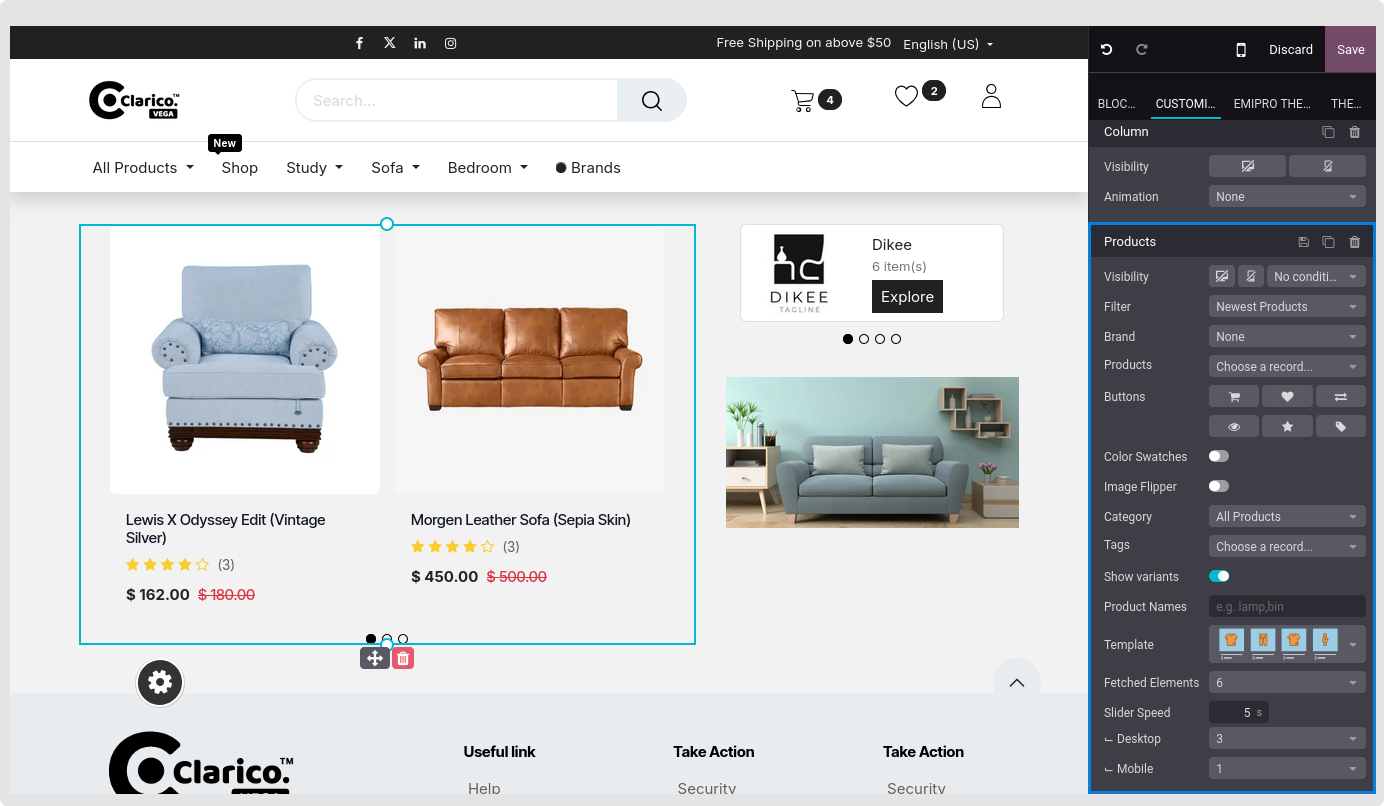 Free Shipping on above $50 English (US)
Discard Save
Clarico.™
VEGA
Search...
4
2
BLOC... CUSTOMI... EMIPRO THE... THE...
New
All Products Shop Study Sofa Bedroom Brands
Column
Visibility
Animation None
Products
Visibility No conditi...
Filter Newest Products
Brand None
Products Choose a record...
Buttons
Color Swatches
Image Flipper
Category All Products
Tags Choose a record...
Show variants
Product Names e.g. lamp,bin
Template
Fetched Elements 6
Slider Speed 5 s
Desktop 3
Mobile 1
Lewis X Odyssey Edit (Vintage
Silver)
(3)
$ 162.00 $ 180.00
Morgen Leather Sofa (Sepia Skin)
(3)
$ 450.00 $ 500.00
DIKEE
TAGLINE
Dikee
6 item(s)
Explore
Clarico.™
VEGA
Useful link
Help
Take Action
Security
Take Action
Security